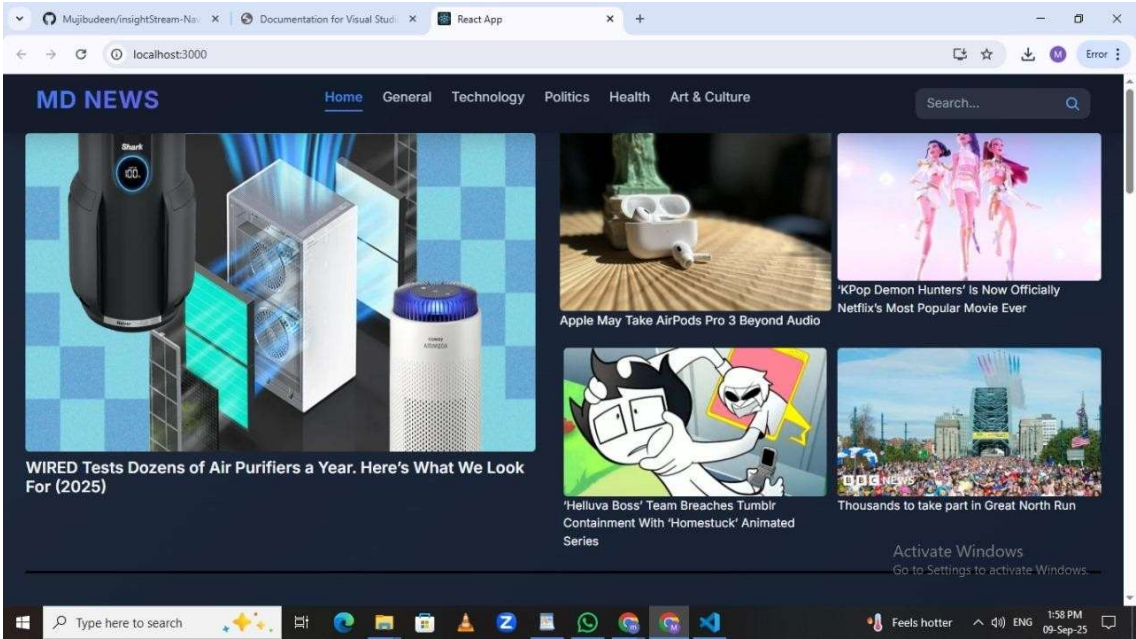 Mujibudeen/insightStream-Nav
Documentation for Visual Studi
React App
localhost:3000
M
Error
MD NEWS
Home
General
Technology
Politics
Health
Art & Culture
Search...
Shark
100.
WIRED Tests Dozens of Air Purifiers a Year. Here's What We Look
For (2025)
Apple May Take AirPods Pro 3 Beyond Audio
'KPop Demon Hunters' Is Now Officially
Netflix's Most Popular Movie Ever
'Helluva Boss' Team Breaches Tumblr
Containment With 'Homestuck' Animated
Series
BBC NEWS
Thousands to take part in Great North Run
Activate Windows
Go to Settings to activate Windows.
Type here to search
Feels hotter
ENG
1:58 PM
09-Sep-25